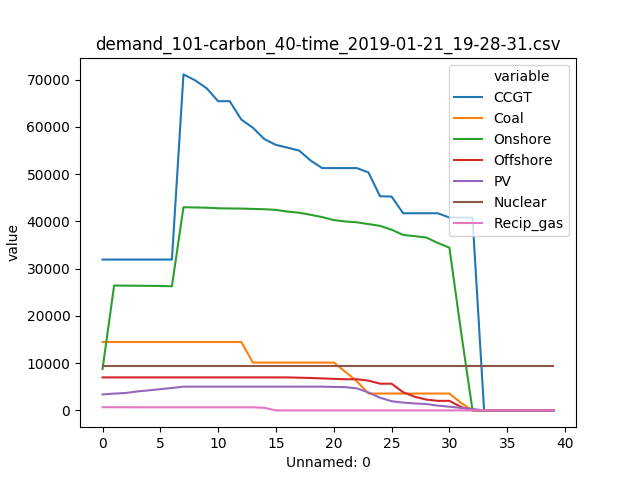 demand_101-carbon_40-time_2019-01-21_19-28-31.csv
value
70000
60000
50000
40000
30000
20000
10000
0
variable
CCGT
Coal
Onshore
Offshore
PV
Nuclear
Recip_gas
0 5 10 15 20 25 30 35 40
Unnamed: 0